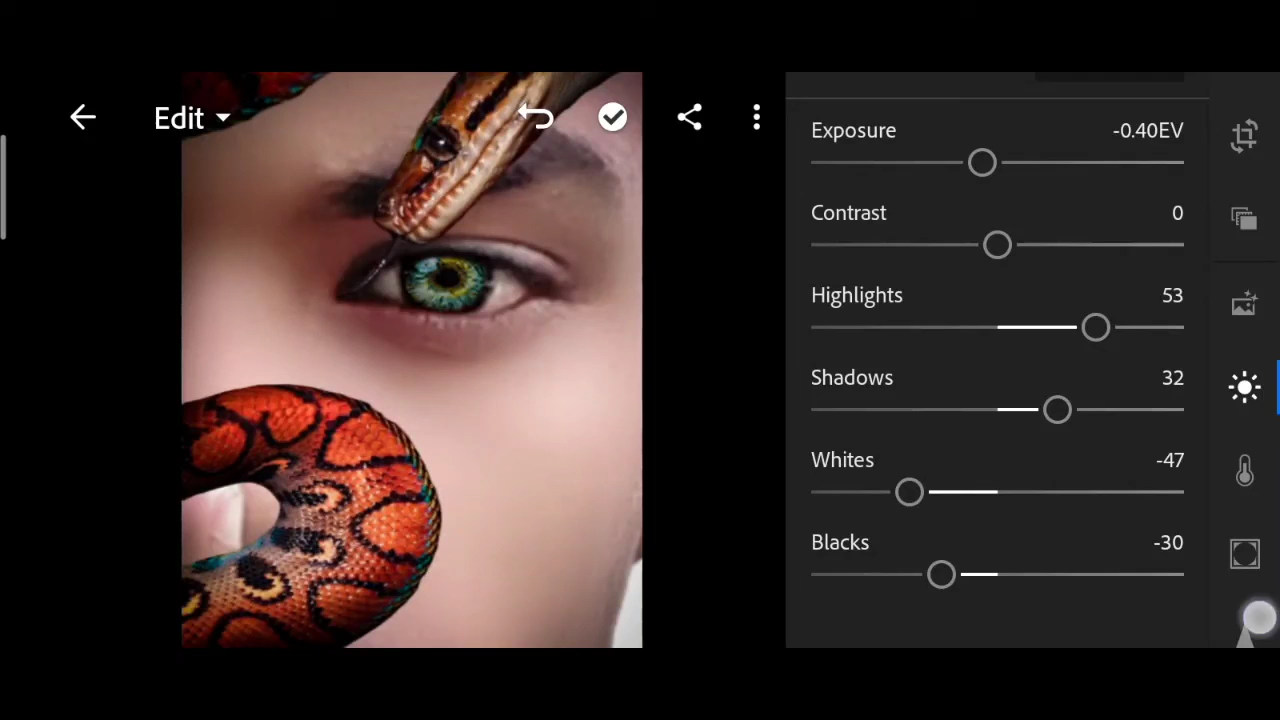 Edit
Exposure -0.40EV
Contrast 0
Highlights 53
Shadows 32
Whites -47
Blacks -30